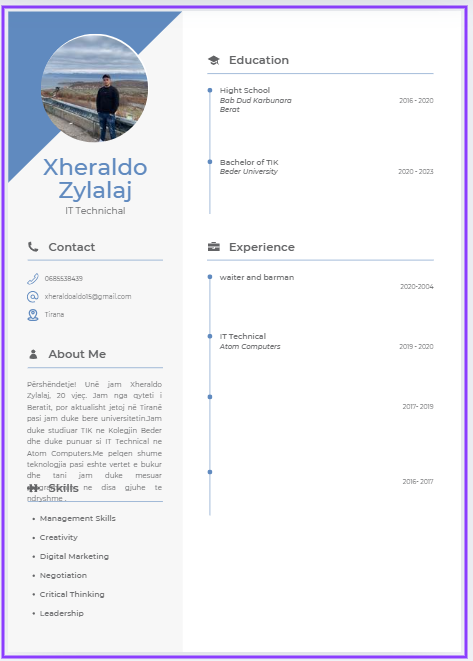 Xheraldo
Zylalaj
IT Technichal
Contact
0685538439
xheraldoaldo15@gmail.com
Tirana
About Me
Përshëndetje! Unë jam Xheraldo
Zylalaj, 20 vjeç. Jam nga qyteti i
Beratit, por aktualisht jetoj në Tiranë
pasi jam duke bere universitetin.Jam
duke studiuar TIK ne Kolegjin Beder
dhe duke punuar si IT Technical ne
Atom Computers.Me pelqen shume
teknologjia pasi eshte vertet e bukur
dhe tani jam duke mesuar
ne disa gjuhe te
ndryshme .
Skills
• Management Skills
• Creativity
• Digital Marketing
• Negotiation
• Critical Thinking
• Leadership
Education
Hight School
Bab Dud Karbunara
Berat
2016 - 2020
Bachelor of TIK
Beder University
2020 - 2023
Experience
waiter and barman
2020-2004
IT Technical
Atom Computers
2019 - 2020
2017- 2019
2016- 2017